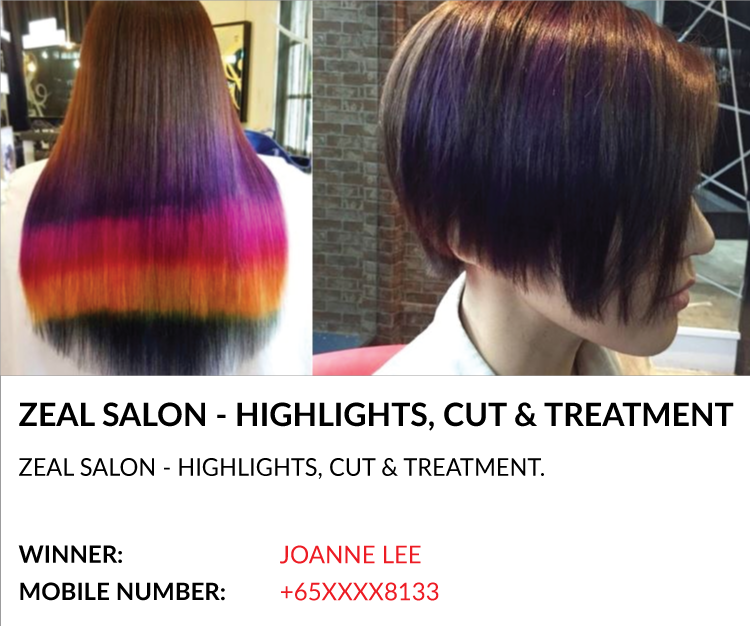 ZEAL SALON - HIGHLIGHTS, CUT & TREATMENT
ZEAL SALON - HIGHLIGHTS, CUT & TREATMENT.
WINNER: JOANNE LEE
MOBILE NUMBER: +65XXXX8133